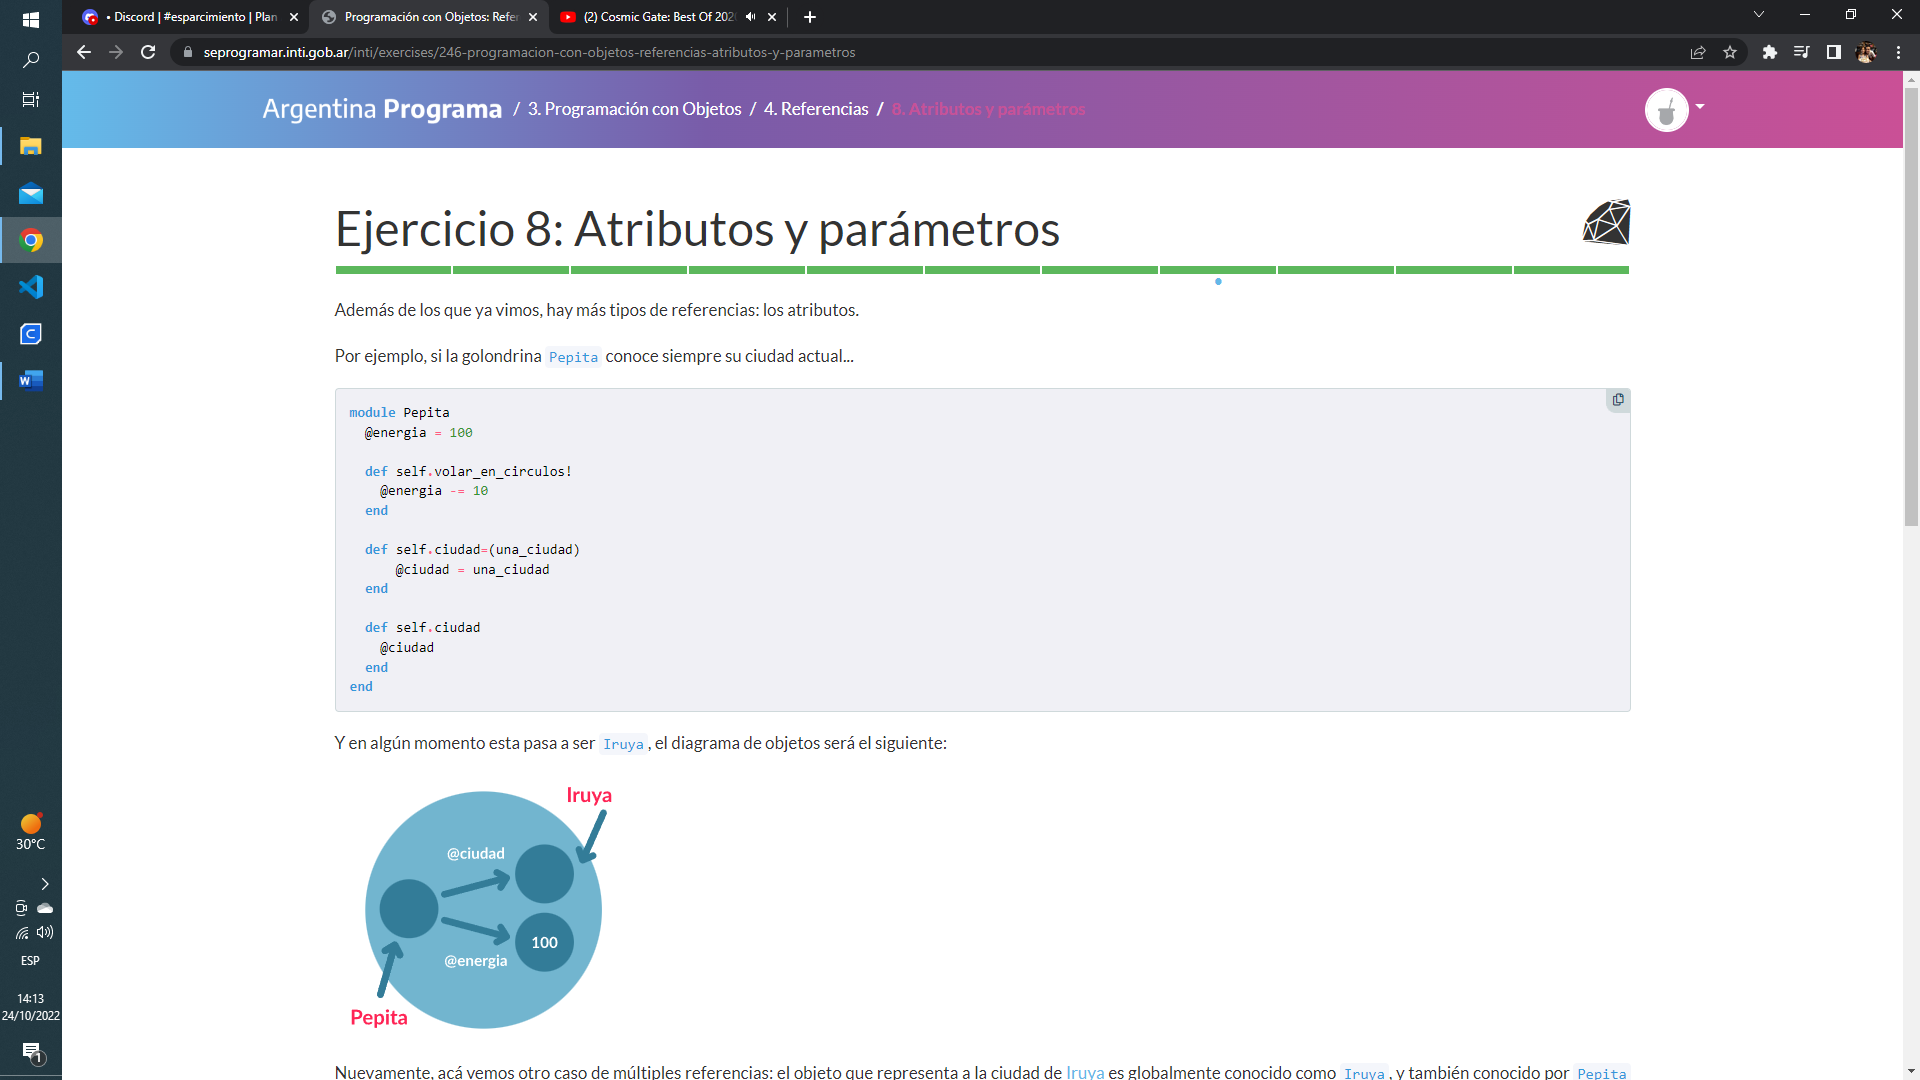 • Discord | #esparcimiento | Plan
Programación con Objetos: Refer
(2) Cosmic Gate: Best Of 2020
seprogramar.inti.gob.ar/inti/exercises/246-programacion-con-objetos-referencias-atributos-y-parametros
Argentina Programa / 3. Programación con Objetos / 4. Referencias / 8. Atributos y parámetros
Ejercicio 8: Atributos y parámetros
Además de los que ya vimos, hay más tipos de referencias: los atributos.
Por ejemplo, si la golondrina Pepita conoce siempre su ciudad actual...
module Pepita
@energia = 100
def self.volar_en_circulos!
@energia -= 10
end
def self.ciudad=(una_ciudad)
@ciudad = una_ciudad
end
def self.ciudad
@ciudad
end
end
Y en algún momento esta pasa a ser Iruya, el diagrama de objetos será el siguiente:
Iruya
@ciudad
100
@energia
Pepita
Nuevamente, acá vemos otro caso de múltiples referencias: el objeto que representa a la ciudad de Iruya es globalmente conocido como Iruya, y también conocido por Pepita
30°C
ESP
14:13
24/10/2022
1